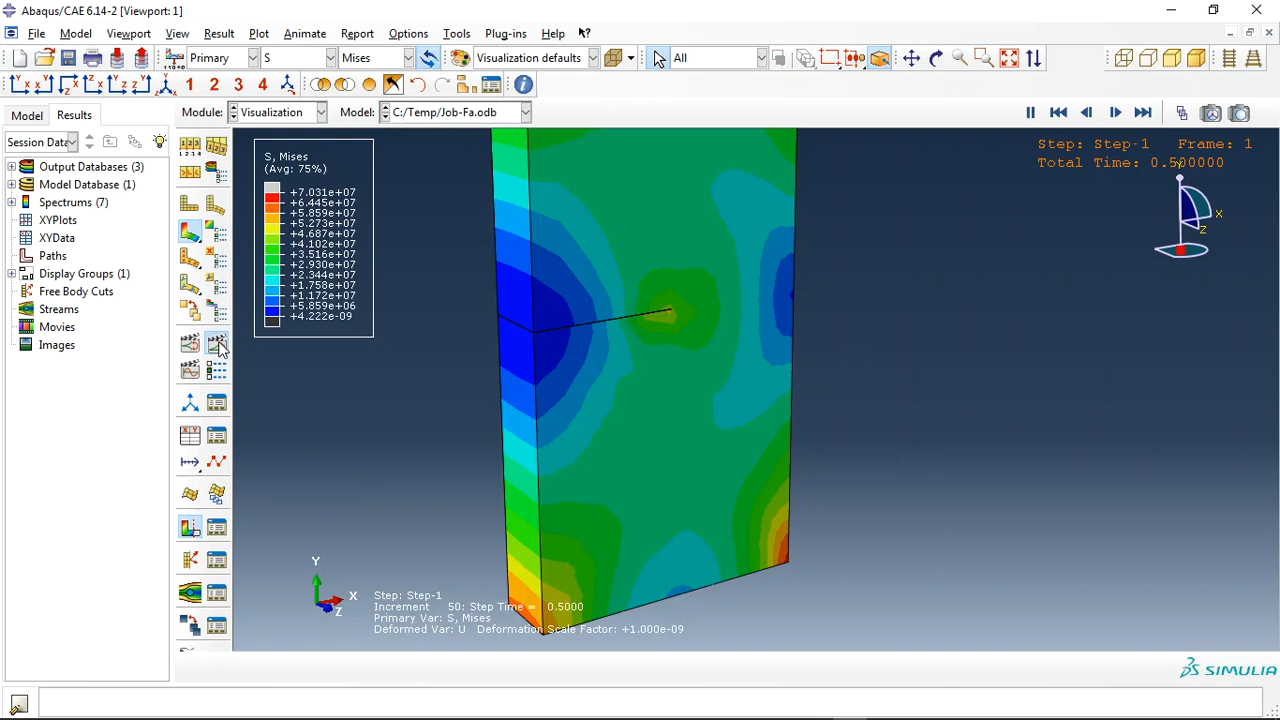 Abaqus/CAE 6.14-2 [Viewport: 1]
File Model Viewport View Result Plot Animate Report Options Tools Plug-ins Help
Primary S Mises Visualization defaults All
1 2 3 4
Model Results Module: Visualization Model: C:/Temp/Job-Fa.odb
Session Data
Output Databases (3)
Model Database (1)
Spectrums (7)
XYPlots
XYData
Paths
Display Groups (1)
Free Body Cuts
Streams
Movies
Images
S, Mises
(Avg: 75%)
+7.031e+07
+6.445e+07
+5.859e+07
+5.273e+07
+4.687e+07
+4.102e+07
+3.516e+07
+2.930e+07
+2.344e+07
+1.758e+07
+1.172e+07
+5.859e+06
+4.222e-09
Step: Step-1 Frame: 1
Total Time: 0.500000
Y
X
Z
Y
X
Z
Step: Step-1
Increment 50: Step Time = 0.5000
Primary Var: S, Mises
Deformed Var: U Deformation Scale Factor: +1.000e-09
SIMULIA